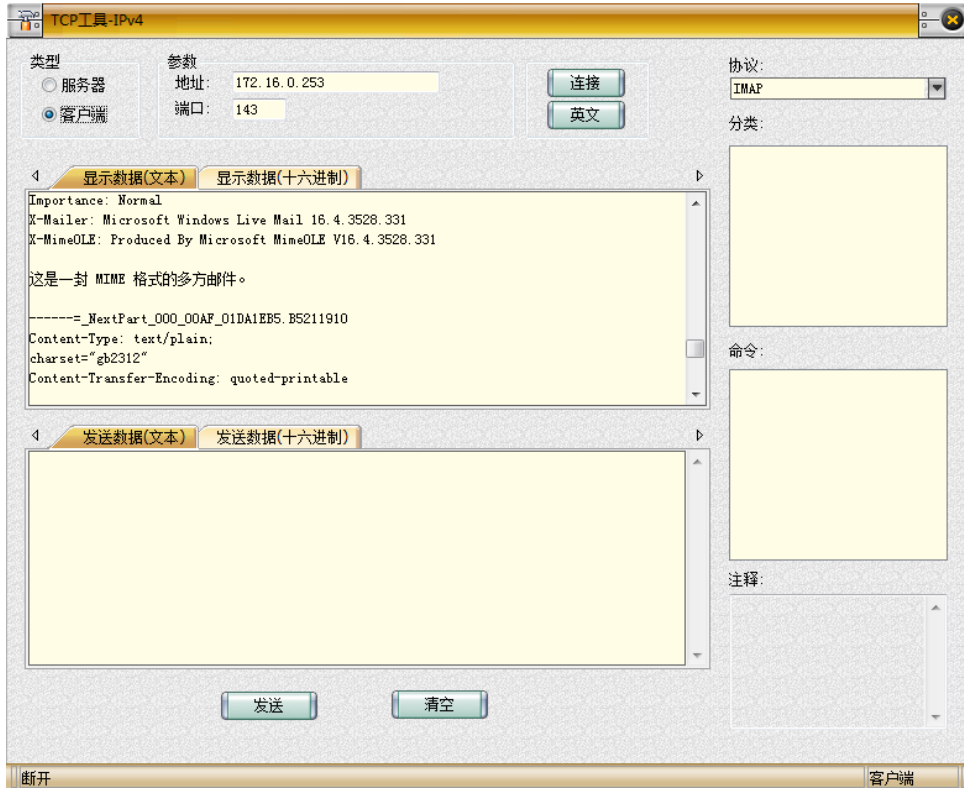 TCP工具-IPv4
类型
服务器
客户端
参数
地址: 172.16.0.253
端口: 143
连接
英文
协议:
IMAP
分类:
显示数据(文本) 显示数据(十六进制)
Importance: Normal
X-Mailer: Microsoft Windows Live Mail 16.4.3528.331
X-MimeOLE: Produced By Microsoft MimeOLE V16.4.3528.331
这是一封 MIME 格式的多方邮件。
------=_NextPart_000_00AF_01DA1EB5.B5211910
Content-Type: text/plain;
charset="gb2312"
Content-Transfer-Encoding: quoted-printable
命令:
发送数据(文本) 发送数据(十六进制)
注释:
发送 清空
断开 客户端